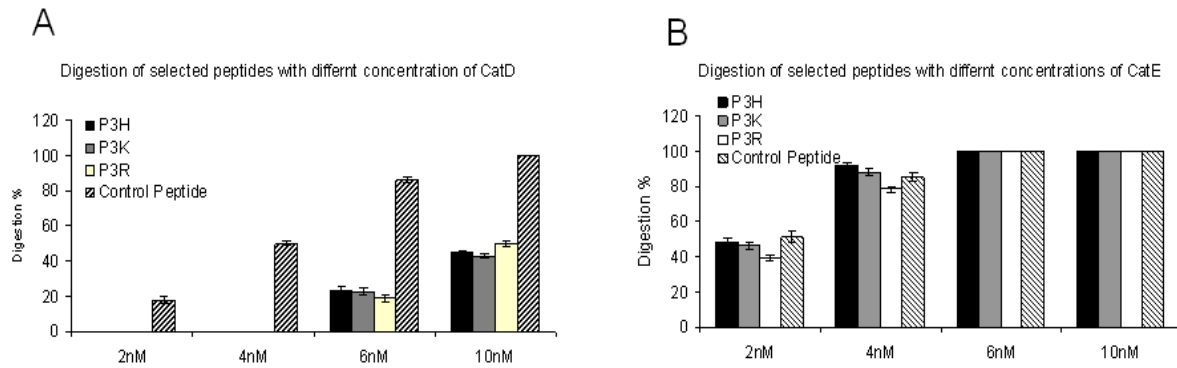 A
Digestion of selected peptides with differnt concentration of CatD
P3H
P3K
P3R
Control Peptide
Digestion %
120
100
80
60
40
20
0
2nM 4nM 6nM 10nM
B
Digestion of selected peptides with differnt concentrations of CatE
P3H
P3K
P3R
Control Peptide
Digestion %
120
100
80
60
40
20
0
2nM 4nM 6nM 10nM